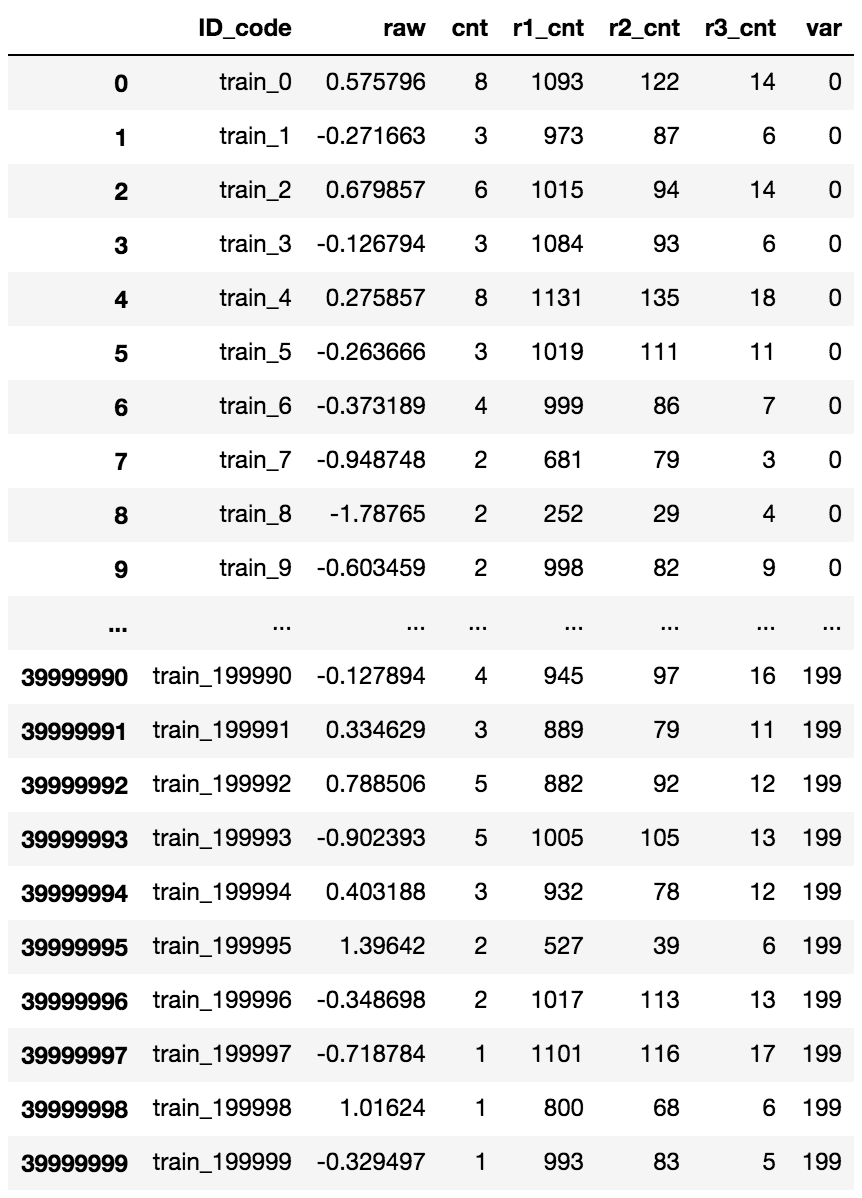 ID_code raw cnt r1_cnt r2_cnt r3_cnt var
0 train_0 0.575796 8 1093 122 14 0
1 train_1 -0.271663 3 973 87 6 0
2 train_2 0.679857 6 1015 94 14 0
3 train_3 -0.126794 3 1084 93 6 0
4 train_4 0.275857 8 1131 135 18 0
5 train_5 -0.263666 3 1019 111 11 0
6 train_6 -0.373189 4 999 86 7 0
7 train_7 -0.948748 2 681 79 3 0
8 train_8 -1.78765 2 252 29 4 0
9 train_9 -0.603459 2 998 82 9 0
... ... ... ... ... ... ... ...
39999990 train_199990 -0.127894 4 945 97 16 199
39999991 train_199991 0.334629 3 889 79 11 199
39999992 train_199992 0.788506 5 882 92 12 199
39999993 train_199993 -0.902393 5 1005 105 13 199
39999994 train_199994 0.403188 3 932 78 12 199
39999995 train_199995 1.39642 2 527 39 6 199
39999996 train_199996 -0.348698 2 1017 113 13 199
39999997 train_199997 -0.718784 1 1101 116 17 199
39999998 train_199998 1.01624 1 800 68 6 199
39999999 train_199999 -0.329497 1 993 83 5 199